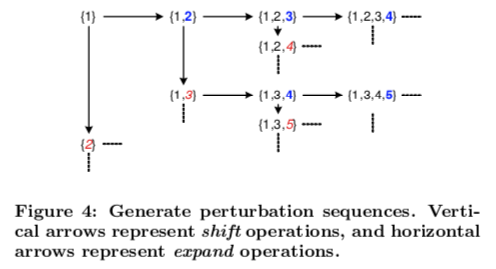 {1} {1,2} {1,2,3} {1,2,3,4}
{1,2,4}
{1,3} {1,3,4} {1,3,4,5}
{1,3,5}
{2}
Figure 4: Generate perturbation sequences. Verti-
cal arrows represent shift operations, and horizontal
arrows represent expand operations.